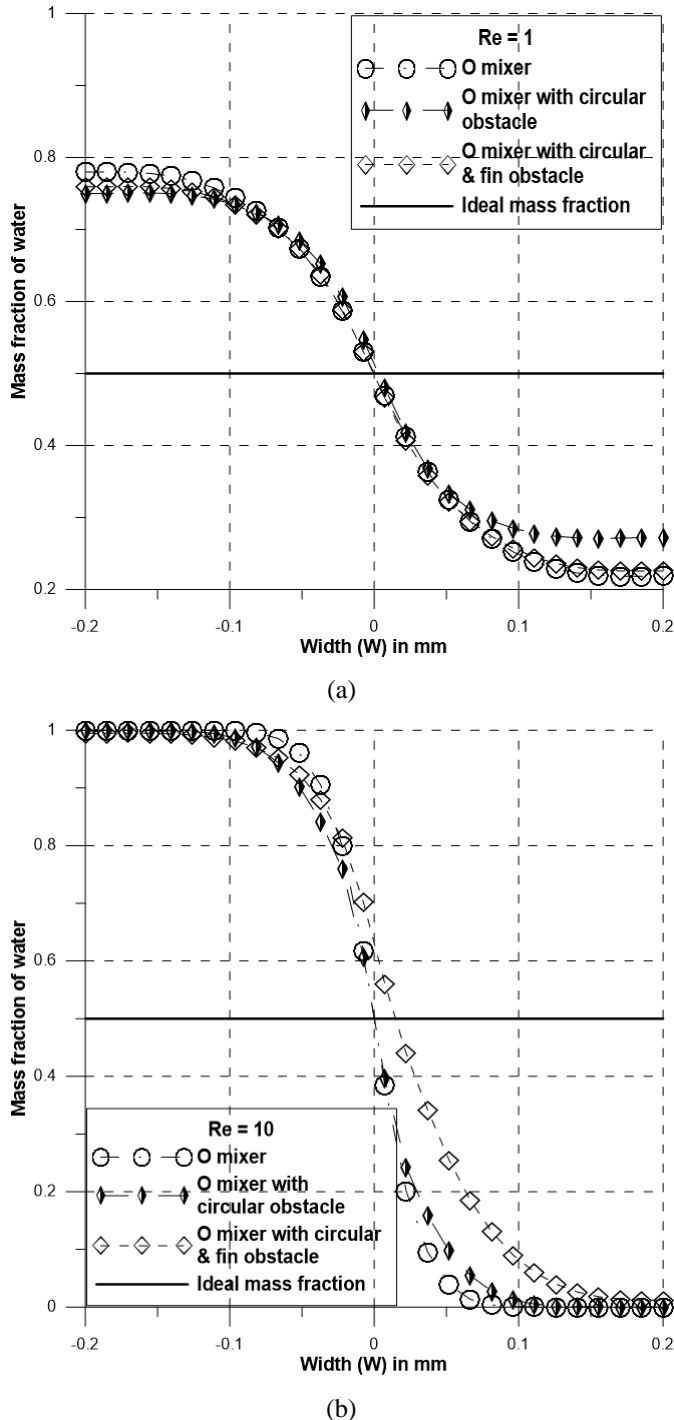 1
Re = 1
O mixer
O mixer with circular
obstacle
O mixer with circular
& fin obstacle
Ideal mass fraction
0.8
0.6
0.4
0.2
Mass fraction of water
-0.2
-0.1
0
0.1
0.2
Width (W) in mm
(a)
1
0.8
0.6
0.4
0.2
0
Mass fraction of water
Re = 10
O mixer
O mixer with
circular obstacle
O mixer with circular
& fin obstacle
Ideal mass fraction
-0.2
-0.1
0
0.1
0.2
Width (W) in mm
(b)